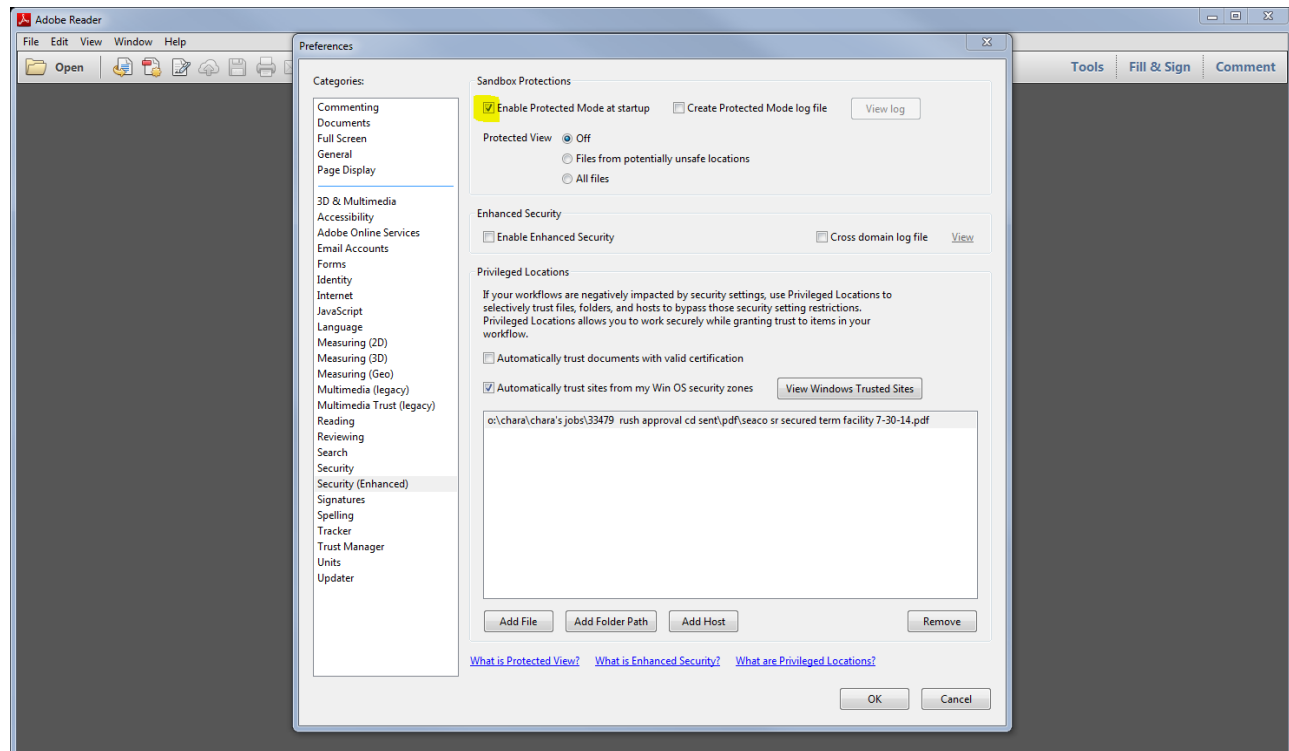 Adobe Reader
File Edit View Window Help
Open
Tools Fill & Sign Comment
Preferences
Categories:
Commenting
Documents
Full Screen
General
Page Display
3D & Multimedia
Accessibility
Adobe Online Services
Email Accounts
Forms
Identity
Internet
JavaScript
Language
Measuring (2D)
Measuring (3D)
Measuring (Geo)
Multimedia (legacy)
Multimedia Trust (legacy)
Reading
Reviewing
Search
Security
Security (Enhanced)
Signatures
Spelling
Tracker
Trust Manager
Units
Updater
Sandbox Protections
Enable Protected Mode at startup Create Protected Mode log file View log
Protected View Off
Files from potentially unsafe locations
All files
Enhanced Security
Enable Enhanced Security Cross domain log file View
Privileged Locations
If your workflows are negatively impacted by security settings, use Privileged Locations to
selectively trust files, folders, and hosts to bypass those security setting restrictions.
Privileged Locations allows you to work securely while granting trust to items in your
workflow.
Automatically trust documents with valid certification
Automatically trust sites from my Win OS security zones View Windows Trusted Sites
o:\chara\chara's jobs\33479  rush approval cd sent\pdf\seaco sr secured term facility 7-30-14.pdf
Add File Add Folder Path Add Host Remove
What is Protected View? What is Enhanced Security? What are Privileged Locations?
OK Cancel